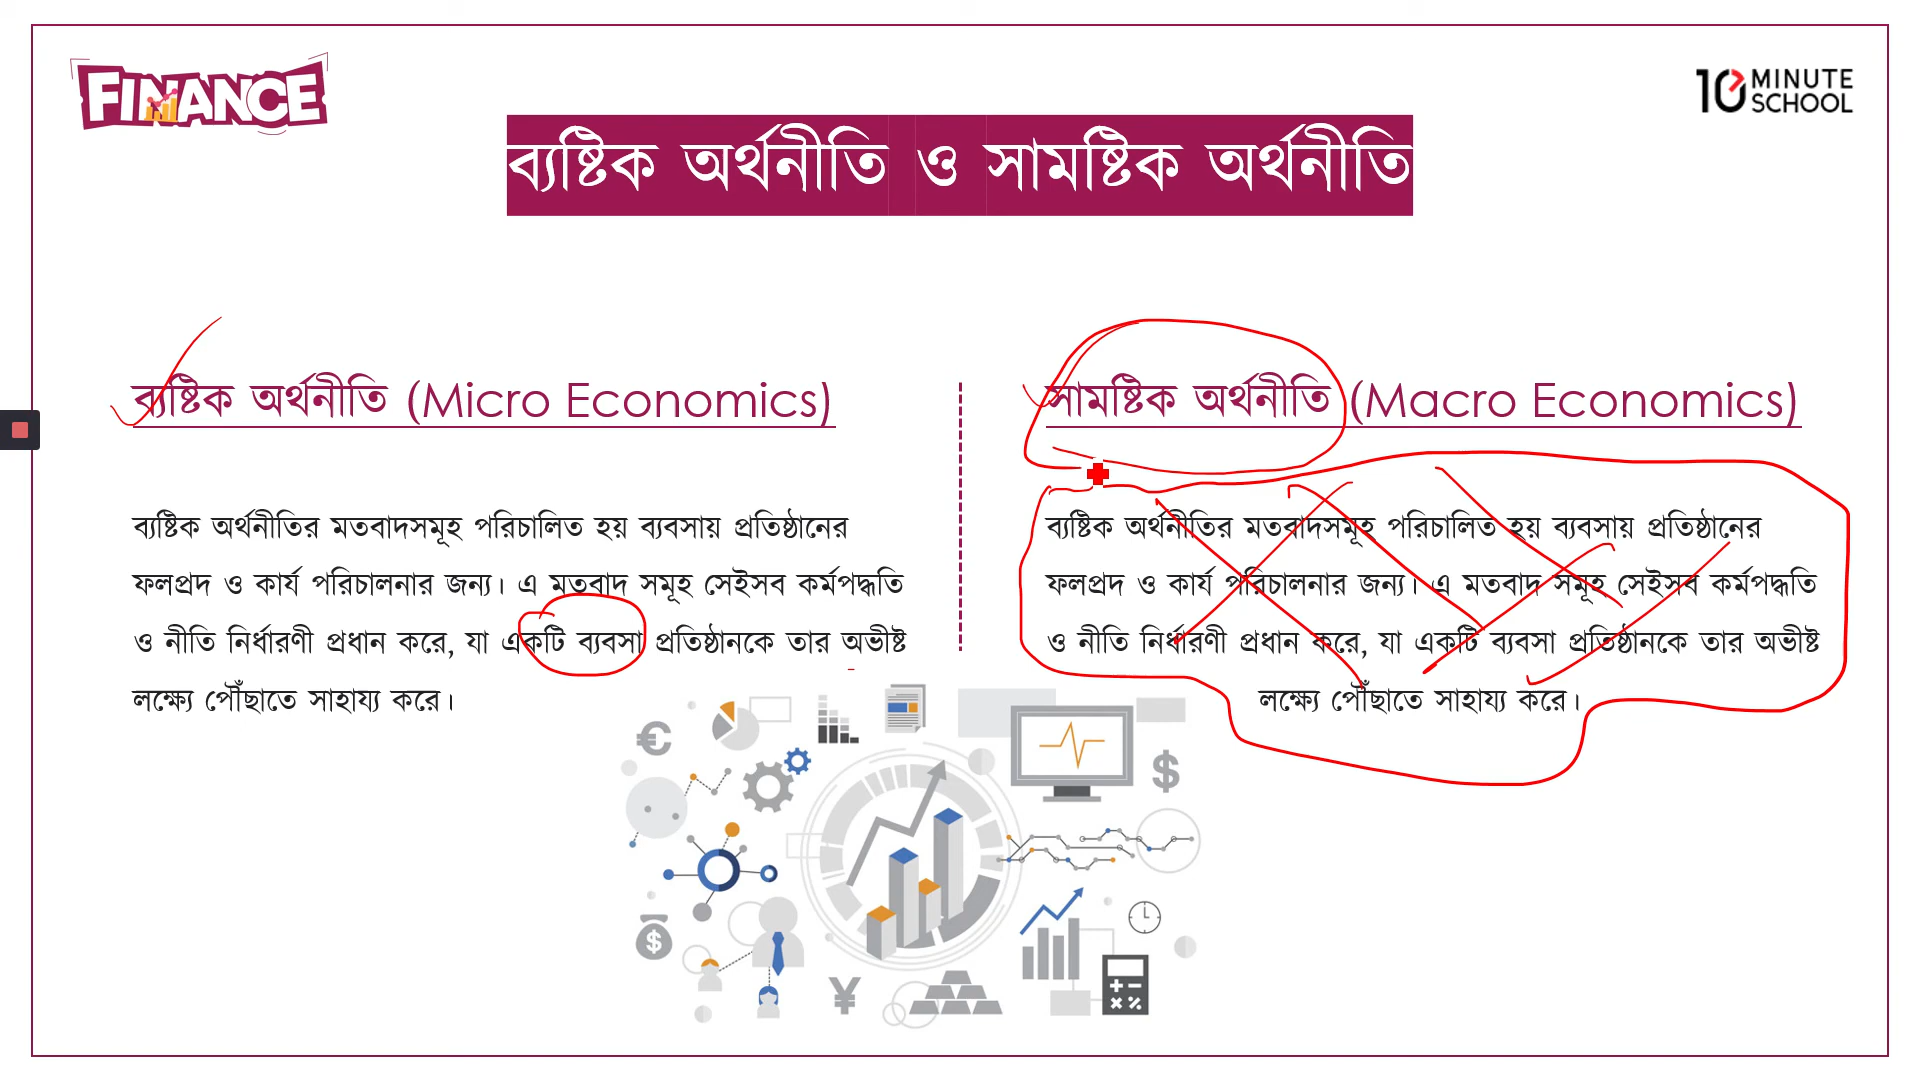 FINANCE
10 MINUTE SCHOOL
ব্যষ্টিক অর্থনীতি ও সামষ্টিক অর্থনীতি
ব্যষ্টিক অর্থনীতি (Micro Economics)
ব্যষ্টিক অর্থনীতির মতবাদসমূহ পরিচালিত হয় ব্যবসায় প্রতিষ্ঠানের
ফলপ্রদ ও কার্য পরিচালনার জন্য। এ মতবাদ সমূহ সেইসব কর্মপদ্ধতি
ও নীতি নির্ধারণী প্রধান করে, যা একটি ব্যবসা প্রতিষ্ঠানকে তার অভীষ্ট
লক্ষ্যে পৌঁছাতে সাহায্য করে।
সামষ্টিক অর্থনীতি (Macro Economics)
ব্যষ্টিক অর্থনীতির মতবাদসমূহ পরিচালিত হয় ব্যবসায় প্রতিষ্ঠানের
ফলপ্রদ ও কার্য পরিচালনার জন্য। এ মতবাদ সমূহ সেইসব কর্মপদ্ধতি
ও নীতি নির্ধারণী প্রধান করে, যা একটি ব্যবসা প্রতিষ্ঠানকে তার অভীষ্ট
লক্ষ্যে পৌঁছাতে সাহায্য করে।